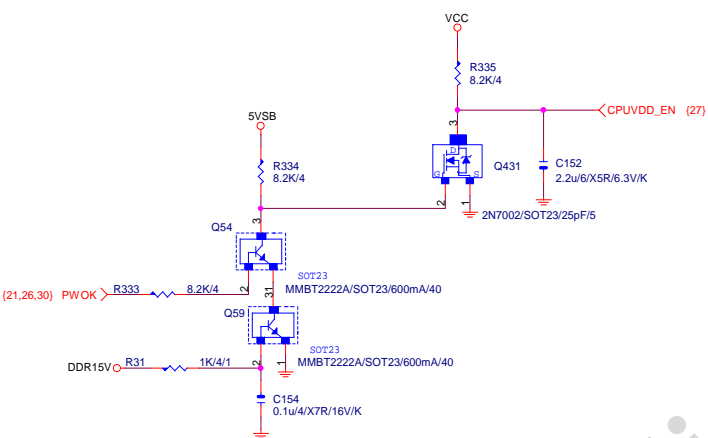 VCC
R335
8.2K/4
CPUVDD_EN {27}
5VSB
3
D
R334
8.2K/4
G S
Q431
C152
2.2u/6/X5R/6.3V/K
2
1
2N7002/SOT23/25pF/5
3
Q54
SOT23
{21,26,30} PWOK
R333
8.2K/4
2
1
3
MMBT2222A/SOT23/600mA/40
Q59
SOT23
DDR15V
R31
1K/4/1
2
1
MMBT2222A/SOT23/600mA/40
C154
0.1u/4/X7R/16V/K